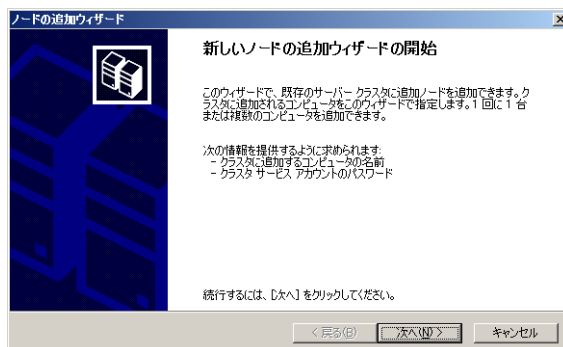 ノードの追加ウィザード
新しいノードの追加ウィザードの開始
このウィザードで、既存のサーバー クラスタに追加ノードを追加できます。ク
ラスタに追加されるコンピュータをこのウィザードで指定します。1 回に 1 台
または複数のコンピュータを追加できます。
次の情報を提供するように求められます:
- クラスタに追加するコンピュータの名前
- クラスタ サービス アカウントのパスワード
続行するには、[次へ] をクリックしてください。
< 戻る(B)
次へ(N) >
キャンセル